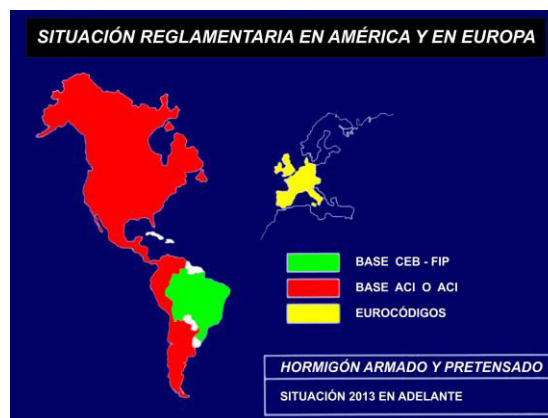 SITUACIÓN REGLAMENTARIA EN AMÉRICA Y EN EUROPA
BASE CEB - FIP
BASE ACI O ACI
EUROCÓDIGOS
HORMIGÓN ARMADO Y PRETENSADO
SITUACIÓN 2013 EN ADELANTE